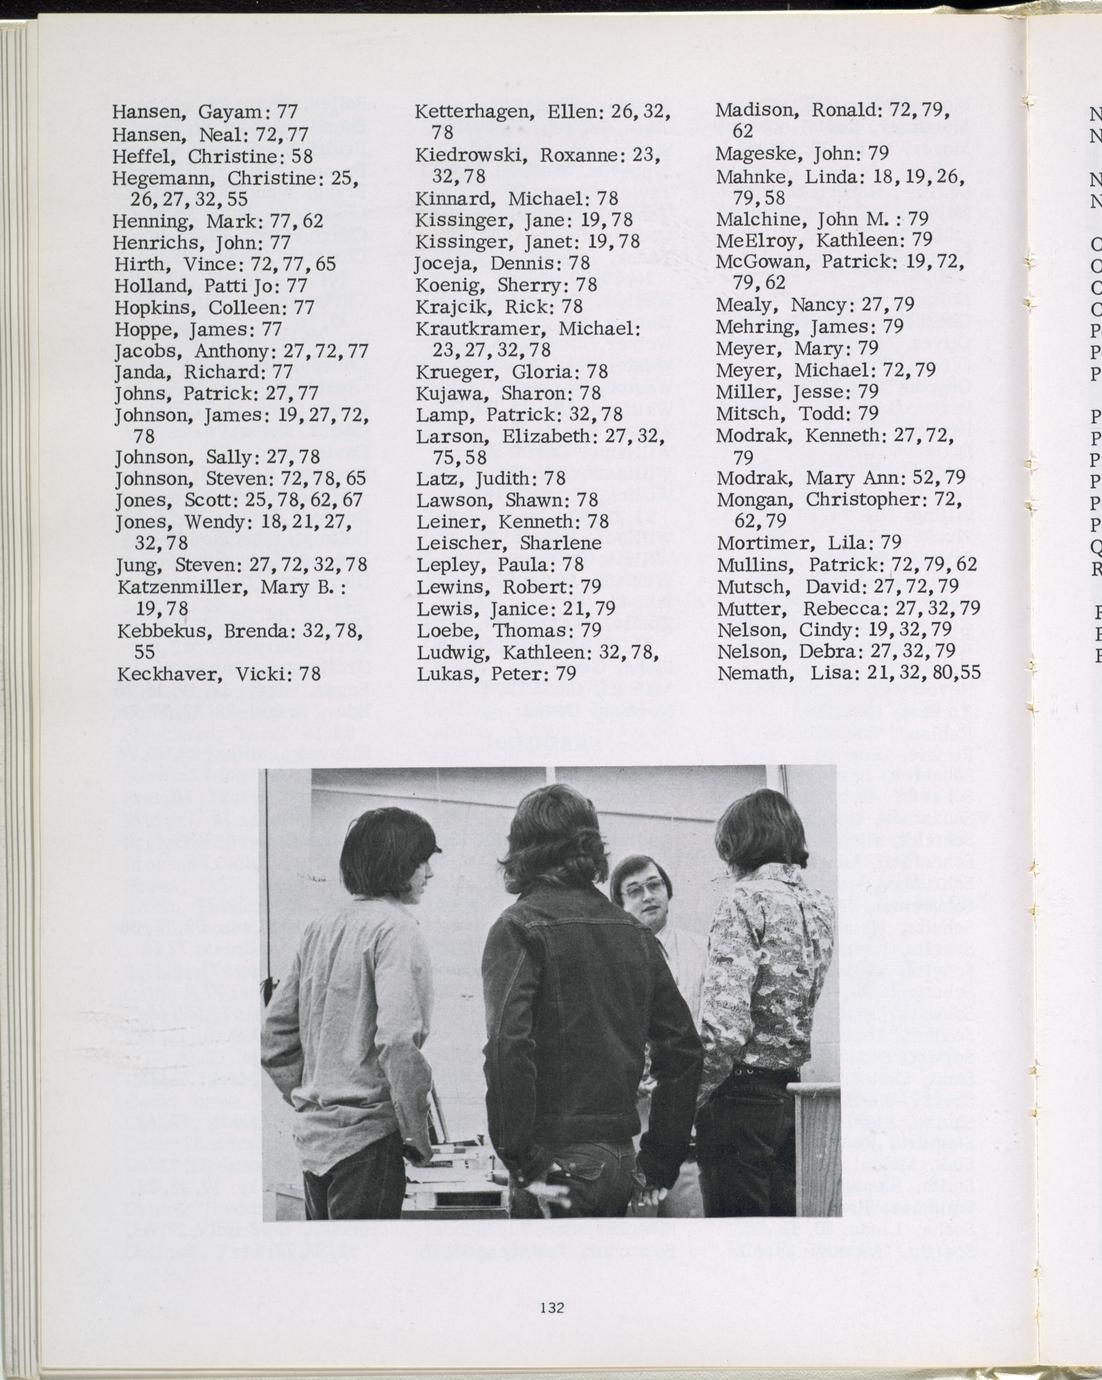 Hansen, Gayam: 77
Hansen, Neal: 72,77
Heffel, Christine: 58
Hegemann, Christine: 25,
26,27,32,55
Henning, Mark: 77,62
Henrichs, John: 77
Hirth, Vince: 72,77,65
Holland, Patti Jo: 77
Hopkins, Colleen: 77
Hoppe, James: 77
Jacobs, Anthony: 27,72,77
Janda, Richard: 77
Johns, Patrick: 27,77
Johnson, James: 19,27,72,
78
Johnson, Sally: 27,78
Johnson, Steven: 72,78,65
Jones, Scott: 25,78,62,67
Jones, Wendy: 18,21,27,
32,78
Jung, Steven: 27,72,32,78
Katzenmiller, Mary B. :
19,78
Kebbekus, Brenda: 32,78,
55
Keckhaver, Vicki: 78
Ketterhagen, Ellen: 26,32,
78
Kiedrowski, Roxanne: 23,
32,78
Kinnard, Michael: 78
Kissinger, Jane: 19,78
Kissinger, Janet: 19,78
Joceja, Dennis: 78
Koenig, Sherry: 78
Krajcik, Rick: 78
Krautkramer, Michael:
23,27,32,78
Krueger, Gloria: 78
Kujawa, Sharon: 78
Lamp, Patrick: 32,78
Larson, Elizabeth: 27,32,
75,58
Latz, Judith: 78
Lawson, Shawn: 78
Leiner, Kenneth: 78
Leischer, Sharlene
Lepley, Paula: 78
Lewins, Robert: 79
Lewis, Janice: 21,79
Loebe, Thomas: 79
Ludwig, Kathleen: 32,78,
Lukas, Peter: 79
Madison, Ronald: 72,79,
62
Mageske, John: 79
Mahnke, Linda: 18,19,26,
79,58
Malchine, John M. : 79
MeElroy, Kathleen: 79
McGowan, Patrick: 19,72,
79,62
Mealy, Nancy: 27,79
Mehring, James: 79
Meyer, Mary: 79
Meyer, Michael: 72,79
Miller, Jesse: 79
Mitsch, Todd: 79
Modrak, Kenneth: 27,72,
79
Modrak, Mary Ann: 52,79
Mongan, Christopher: 72,
62,79
Mortimer, Lila: 79
Mullins, Patrick: 72,79,62
Mutsch, David: 27,72,79
Mutter, Rebecca: 27,32,79
Nelson, Cindy: 19,32,79
Nelson, Debra: 27,32,79
Nemath, Lisa: 21,32,80,55
132